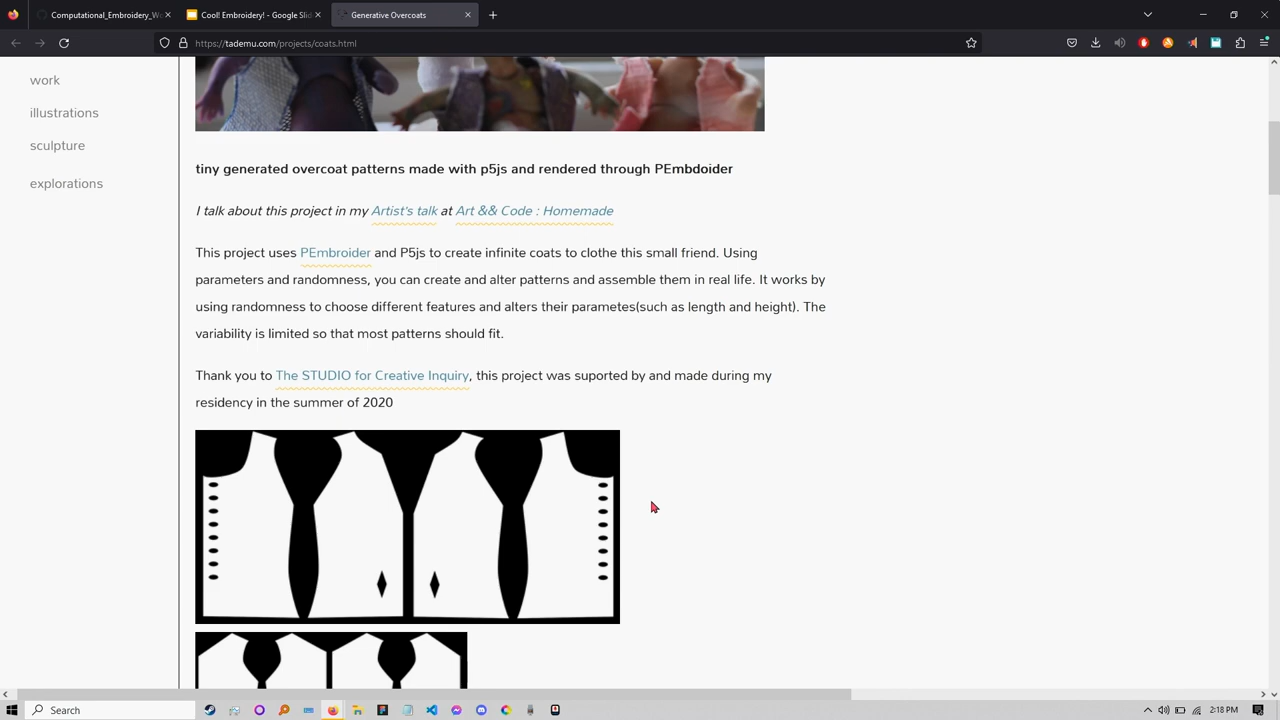 Computational_Embroidery_Wo
Cool! Embroidery! - Google Slid
Generative Overcoats
https://tademu.com/projects/coats.html
work
illustrations
sculpture
explorations
tiny generated overcoat patterns made with p5js and rendered through PEmbdoider
I talk about this project in my Artist's talk at Art && Code : Homemade
This project uses PEmbroider and P5js to create infinite coats to clothe this small friend. Using
parameters and randomness, you can create and alter patterns and assemble them in real life. It works by
using randomness to choose different features and alters their parametes(such as length and height). The
variability is limited so that most patterns should fit.
Thank you to The STUDIO for Creative Inquiry, this project was suported by and made during my
residency in the summer of 2020
Search
2:18 PM